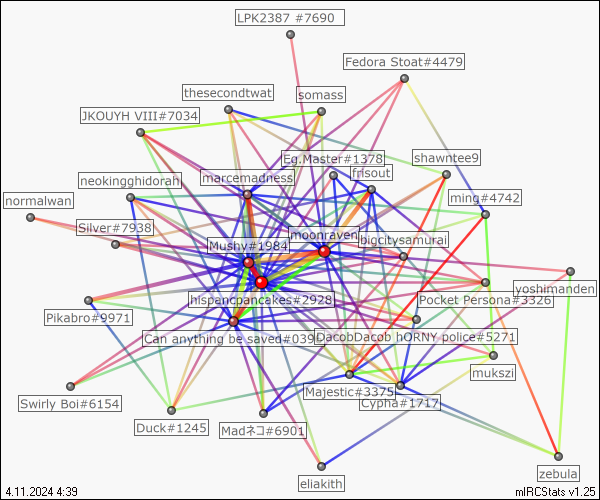 LPK2387 °#7690
Fedora Stoat#4479
thesecondtwat
somass
JKOUYH VIII#7034
Eg.Master#1378
shawntee9
frisout
marcemadness
neokingghidorah
ming#4742
normalwan
Silver#7938
moonraven
Mushy#1984
bigcitysamurai
yoshimanden
hispanicpancakes#2928
Pocket Persona#3326
Pikabro#9971
Can anything be saved#039
DacobDacob hORNY police#5271
mukszi
Majestic#3375
Swirly Boi#6154
Cypha#1717
Duck#1245
Madネコ#6901
eliakith
zebula
4.11.2024 4:39
mIRCStats v1.25